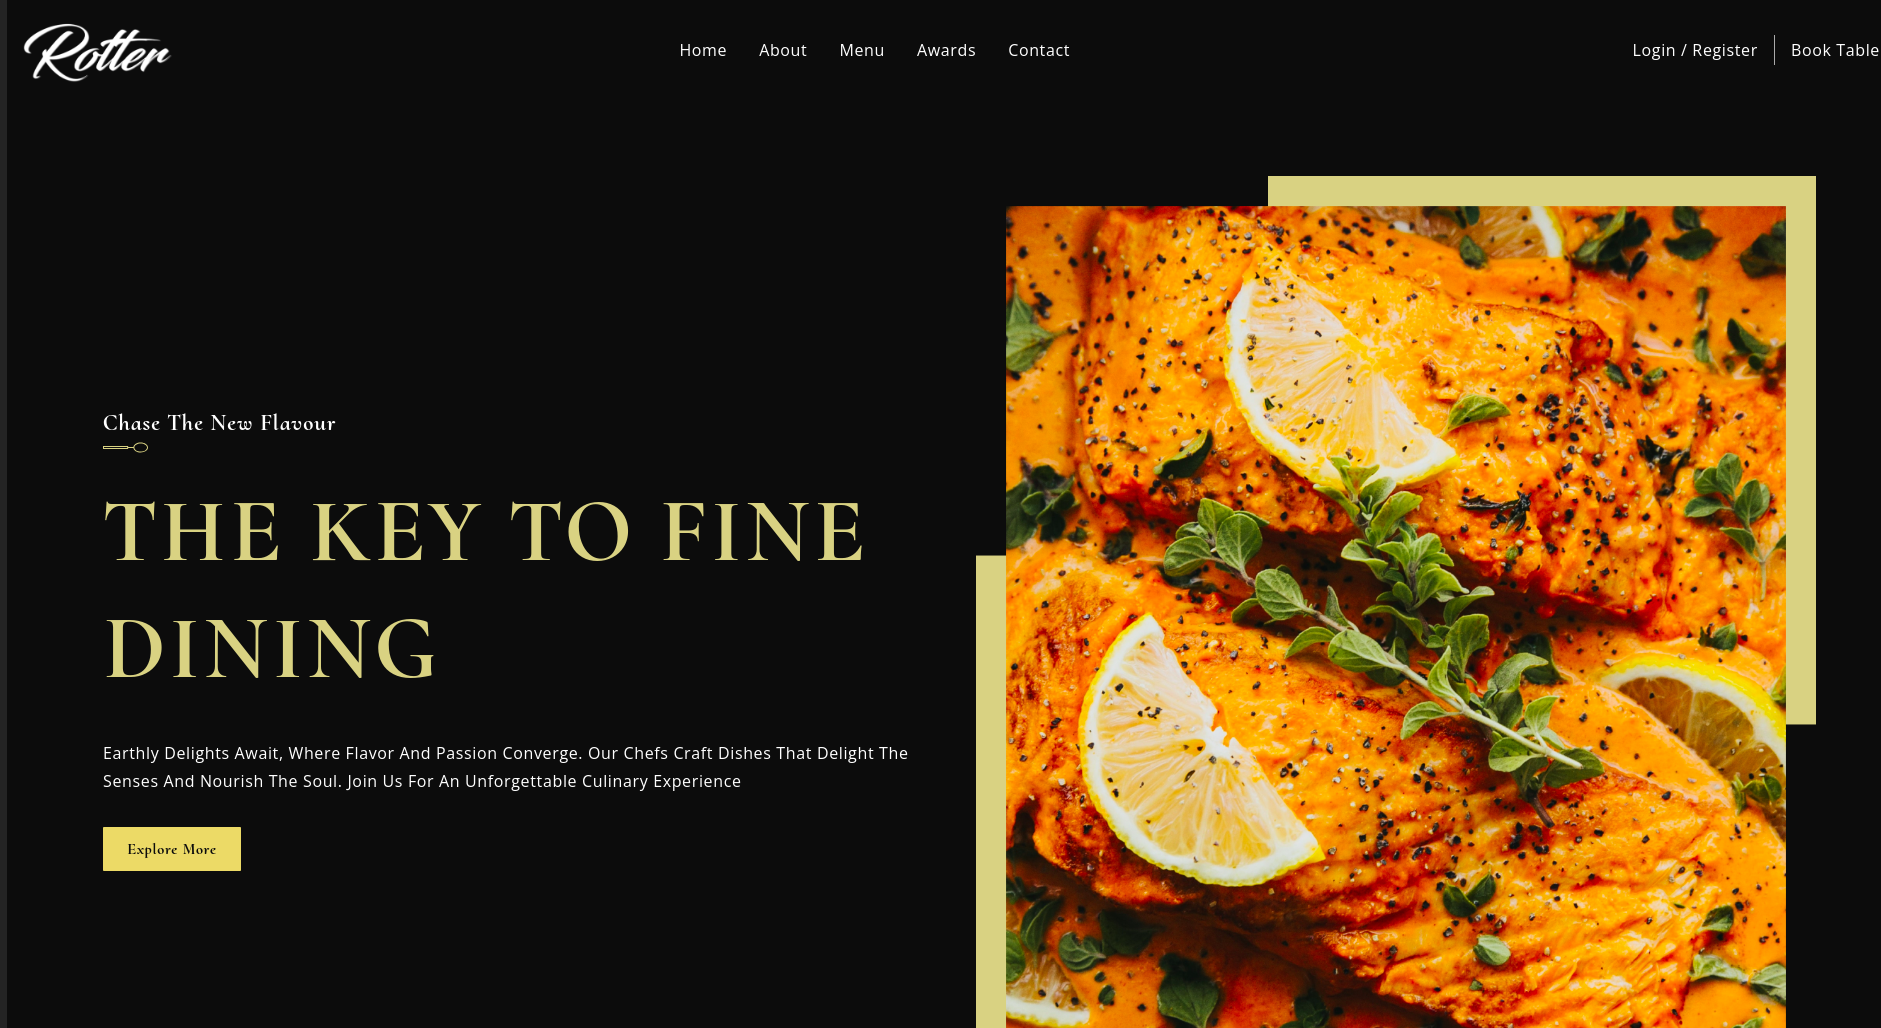 Rotter
Home About Menu Awards Contact
Login / Register Book Table
Chase The New Flavour
THE KEY TO FINE
DINING
Earthly Delights Await, Where Flavor And Passion Converge. Our Chefs Craft Dishes That Delight The
Senses And Nourish The Soul. Join Us For An Unforgettable Culinary Experience
Explore More